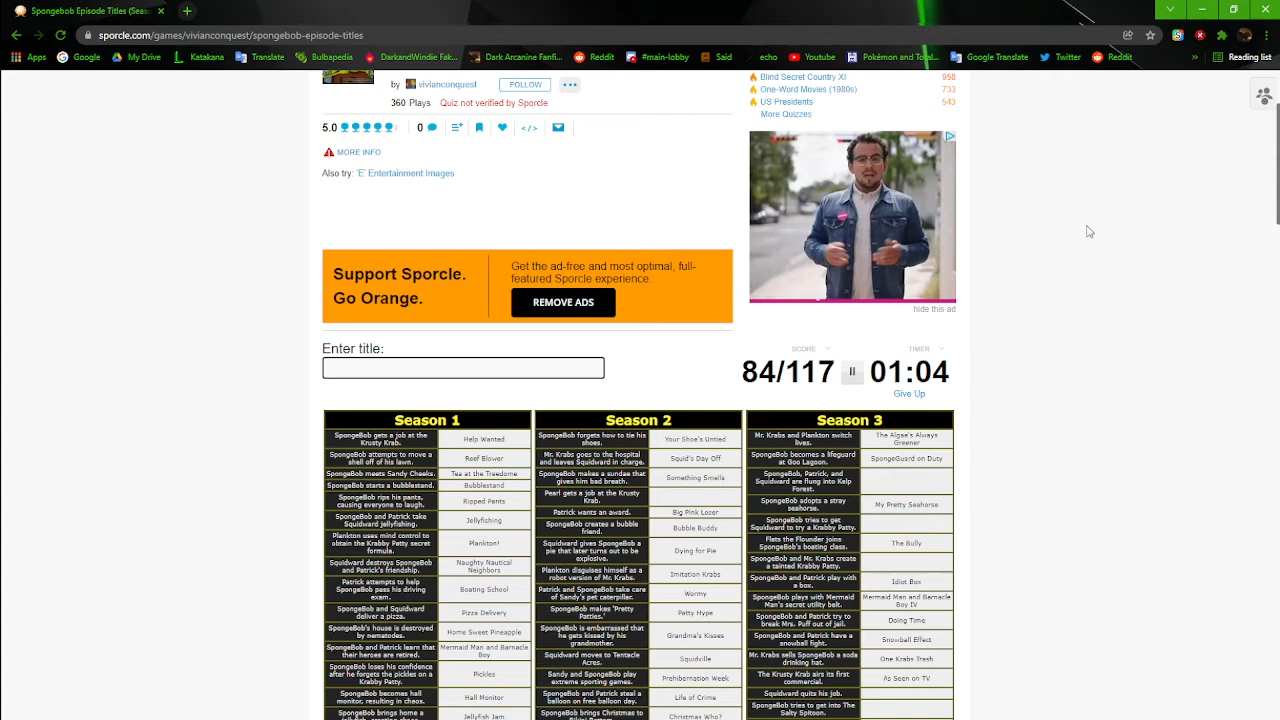 Spongebob Episode Titles (Seas
sporcle.com/games/vivianconquest/spongebob-episode-titles
Apps Google My Drive Katakana Bulbapedia DarkandWindie Fak... Dark Arcanine Fanfi... Reddit #main-lobby Said echo Youtube Pokémon and Total... Google Translate Twitter Reddit Reading list
by vivianconquest FOLLOW
360 Plays Quiz not verified by Sporcle
5.0 2 0 </>
MORE INFO
Also try: 'E' Entertainment Images
Blind Secret Country XI 958
One-Word Movies (1980s) 733
US Presidents 543
More Quizzes
hide this ad
Support Sporcle.
Go Orange.
Get the ad-free and most optimal, full-
featured Sporcle experience.
REMOVE ADS
Enter title:
SCORE TIMER
84/117 01:04
Give Up
Season 1
SpongeBob gets a job at the
Krusty Krab.
Help Wanted
SpongeBob attempts to move a
shell off of his lawn.
Reef Blower
SpongeBob meets Sandy Cheeks.
Tea at the Treedome
SpongeBob starts a bubblestand.
Bubblestand
SpongeBob rips his pants,
causing everyone to laugh.
Ripped Pants
SpongeBob and Patrick take
Squidward jellyfishing.
Jellyfishing
Plankton uses mind control to
obtain the Krabby Patty secret
formula.
Plankton!
Squidward destroys SpongeBob
and Patrick's friendship.
Naughty Nautical
Neighbors
Patrick attempts to help
SpongeBob pass his driving
exam.
Boating School
SpongeBob and Squidward
deliver a pizza.
Pizza Delivery
SpongeBob's house is destroyed
by nematodes.
Home Sweet Pineapple
SpongeBob and Patrick learn that
their heroes are retired.
Mermaid Man and Barnacle
Boy
SpongeBob loses his confidence
after he forgets the pickles on a
Krabby Patty.
Pickles
SpongeBob becomes hall
monitor, resulting in chaos.
Hall Monitor
SpongeBob brings home a
Jellyfish Jam
Season 2
SpongeBob forgets how to tie his
shoes.
Your Shoe's Untied
Mr. Krabs goes to the hospital
and leaves Squidward in charge.
Squid's Day Off
SpongeBob makes a sundae that
gives him bad breath.
Something Smells
Pearl gets a job at the Krusty
Krab.
Patrick wants an award.
Big Pink Loser
SpongeBob creates a bubble
friend.
Bubble Buddy
Squidward gives SpongeBob a
pie that later turns out to be
explosive.
Dying for Pie
Plankton disguises himself as a
robot version of Mr. Krabs.
Imitation Krabs
Patrick and SpongeBob take care
of Sandy's pet caterpillar.
Wormy
SpongeBob makes 'Pretty
Patties.'
Patty Hype
SpongeBob is embarrassed that
he gets kissed by his
grandmother.
Grandma's Kisses
Squidward moves to Tentacle
Acres.
Squidville
Sandy and SpongeBob play
extreme sporting games.
Prehibernation Week
SpongeBob and Patrick steal a
balloon on free balloon day.
Life of Crime
SpongeBob brings Christmas to
Christmas Who?
Season 3
Mr. Krabs and Plankton switch
lives.
The Algae's Always
Greener
SpongeBob becomes a lifeguard
at Goo Lagoon.
SpongeGuard on Duty
SpongeBob, Patrick, and
Squidward are flung into Kelp
Forest.
SpongeBob adopts a stray
seahorse.
My Pretty Seahorse
SpongeBob tries to get
Squidward to try a Krabby Patty.
Flats the Flounder joins
SpongeBob's boating class.
The Bully
SpongeBob and Mr. Krabs create
a tainted Krabby Patty.
SpongeBob and Patrick play with
a box.
Idiot Box
SpongeBob plays with Mermaid
Man's secret utility belt.
Mermaid Man and Barnacle
Boy IV
SpongeBob and Patrick try to
break Mrs. Puff out of jail.
Doing Time
SpongeBob and Patrick have a
snowball fight.
Snowball Effect
Mr. Krabs sells SpongeBob a soda
drinking hat.
One Krabs Trash
The Krusty Krab airs its first
commercial.
As Seen on TV
Squidward quits his job.
SpongeBob tries to get into The
Salty Spitoon.